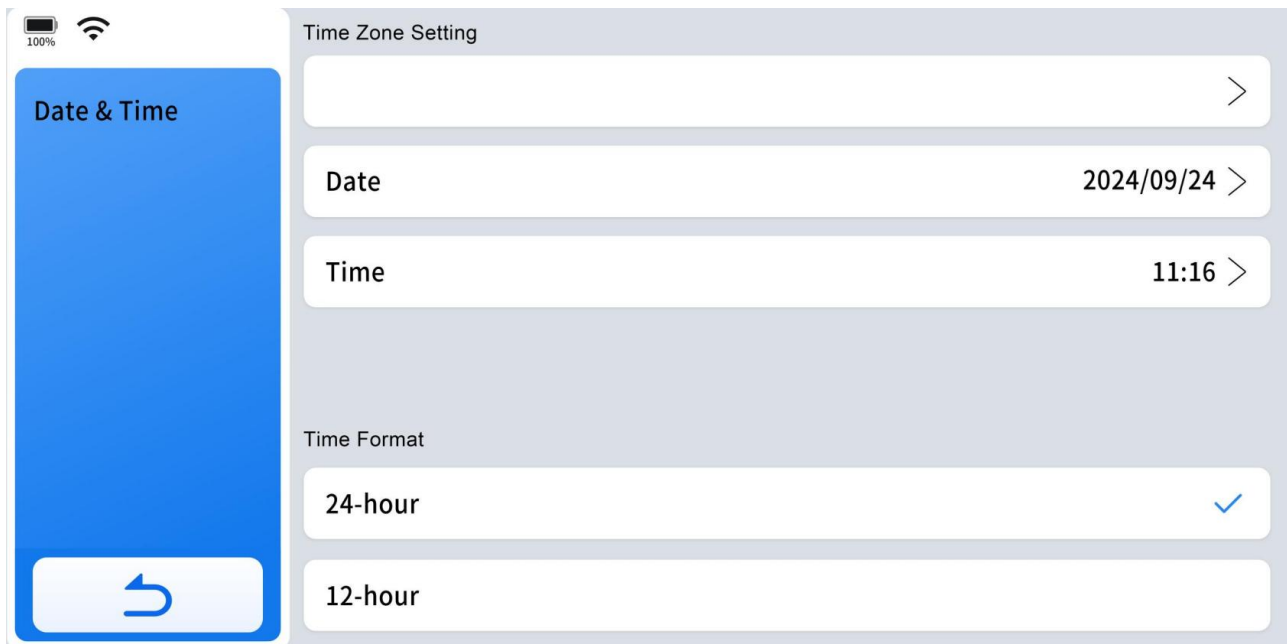 100%
Date & Time
Time Zone Setting
Date 2024/09/24
Time 11:16
Time Format
24-hour
12-hour